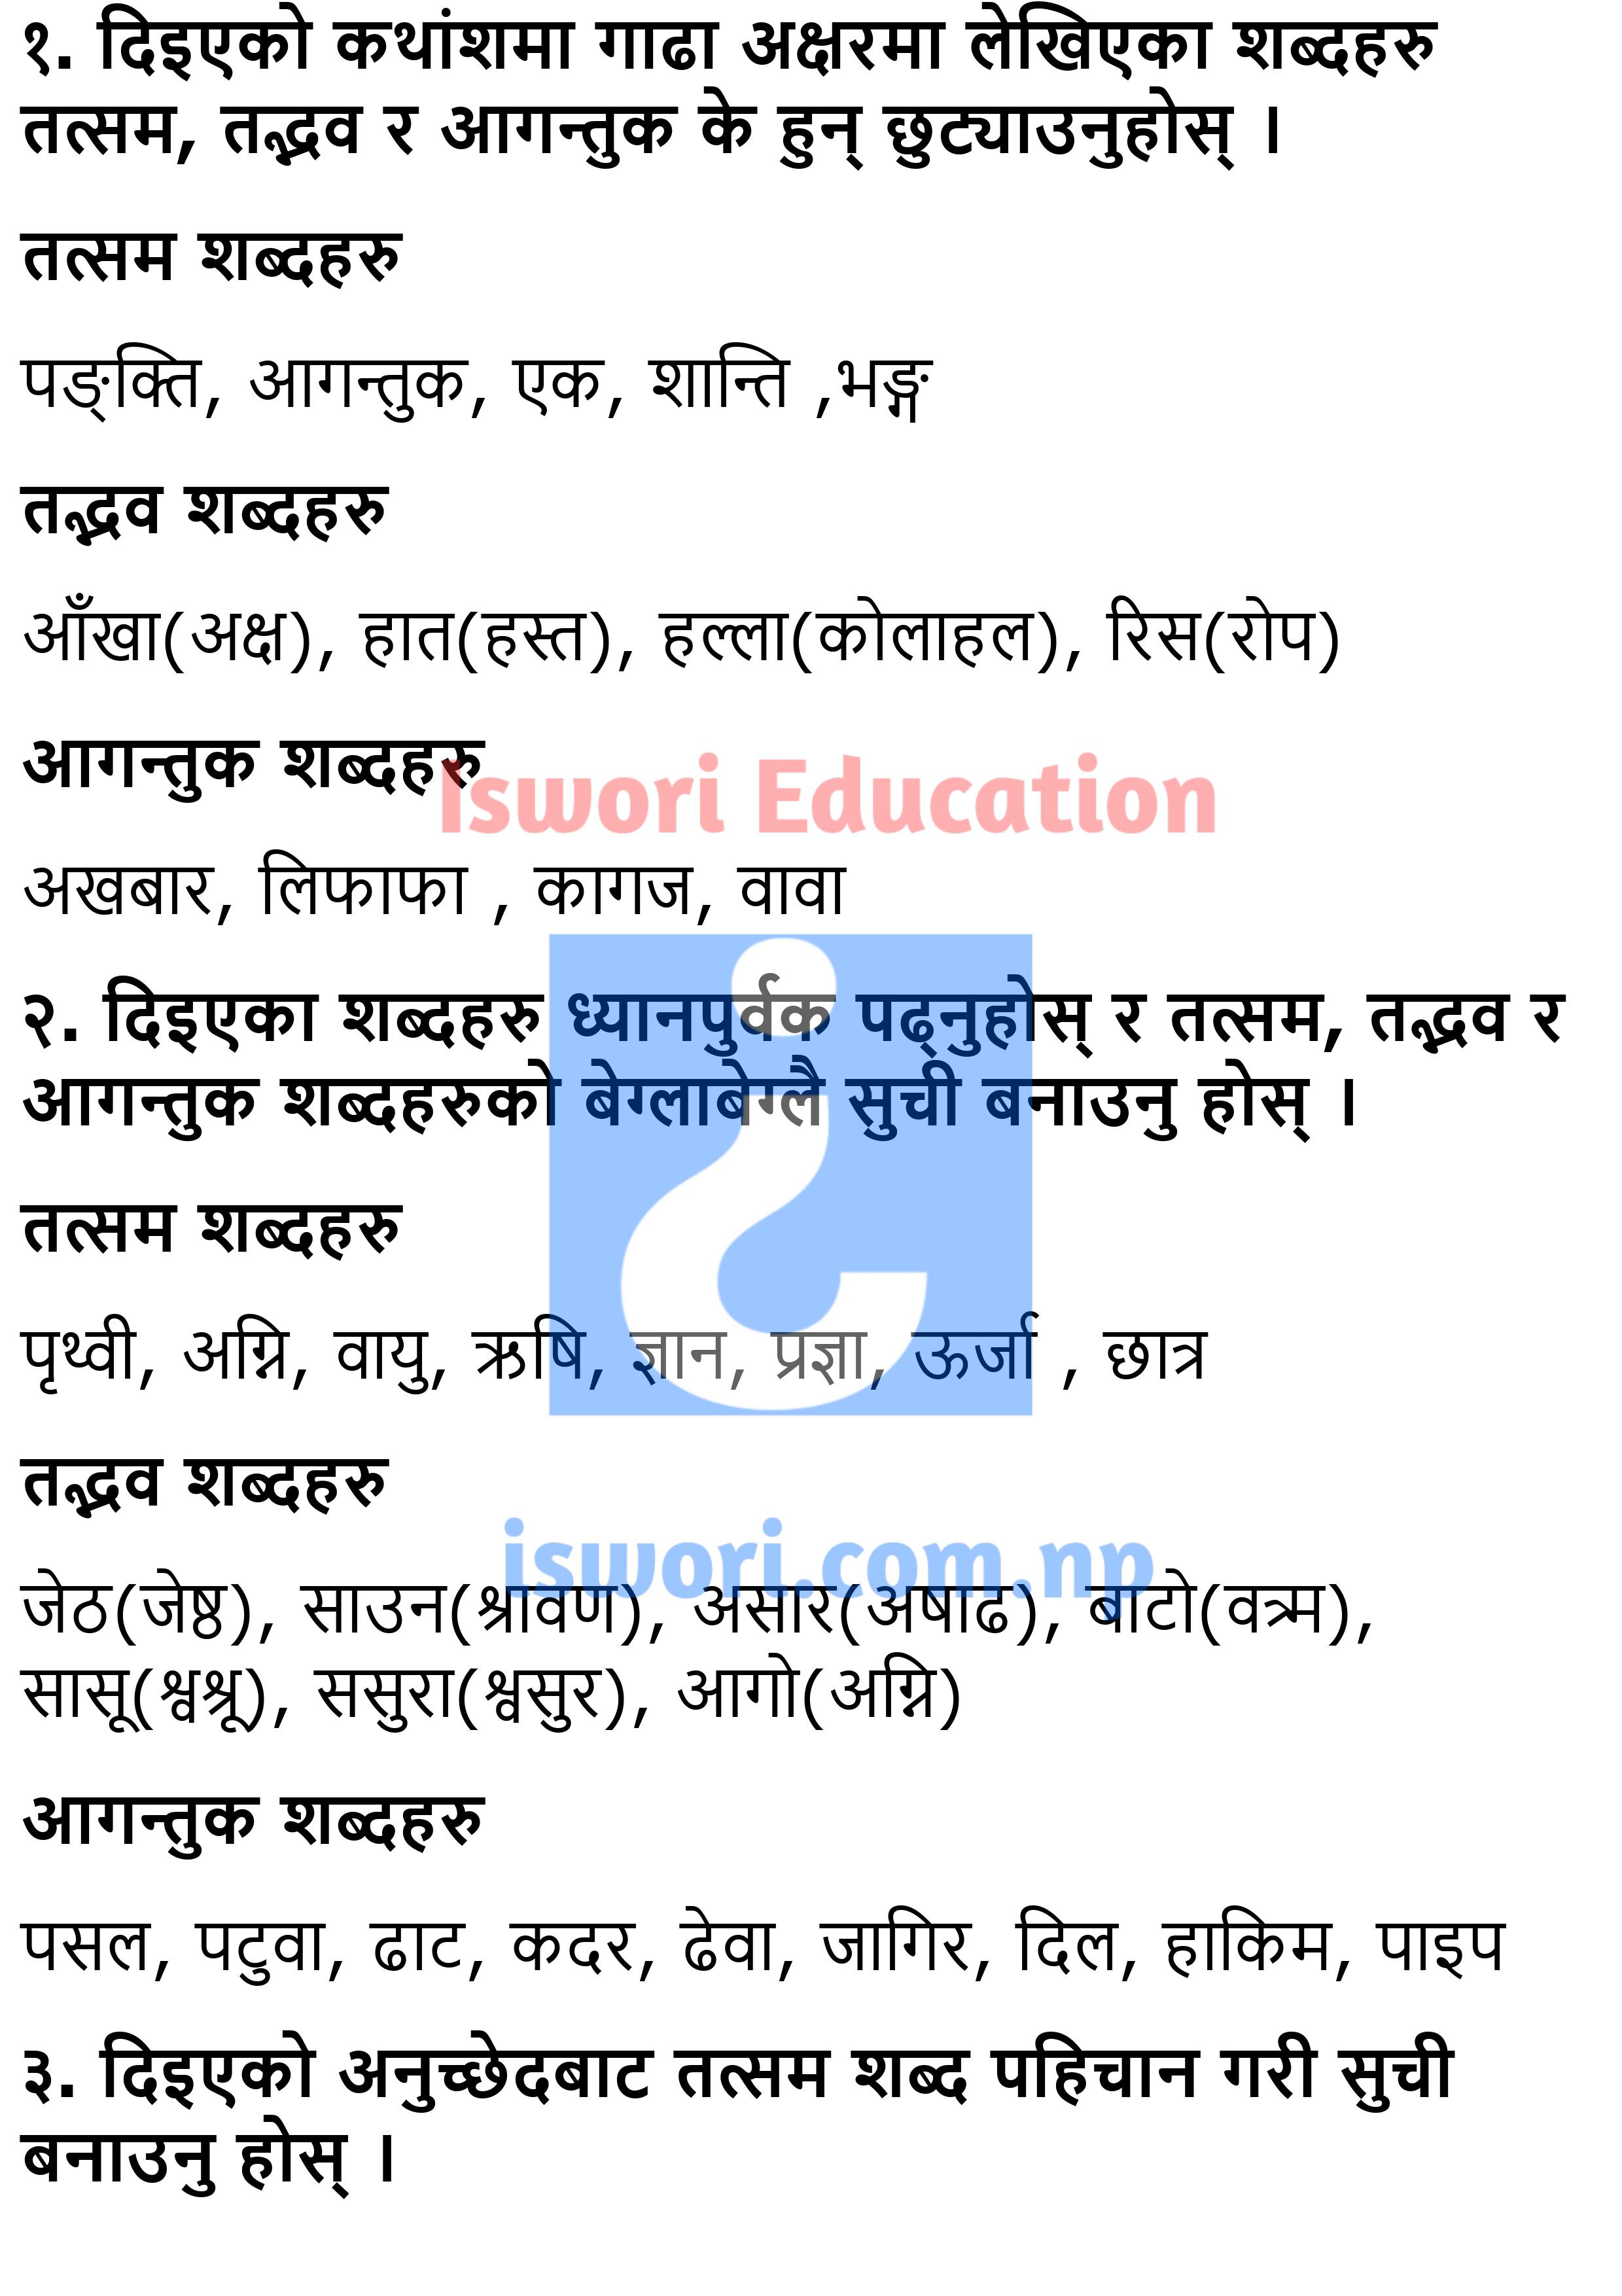 १. दिइएको कथांशमा गाढा अक्षरमा लेखिएका शब्दहरु
तत्सम, तद्भव र आगन्तुक के हुन् छुट्याउनुहोस् ।
तत्सम शब्दहरु
पङ्‌क्ति, आगन्तुक, एक, शान्ति ,भङ्ग
तद्भव शब्दहरु
आँखा(अक्ष), हात(हस्त), हल्ला(कोलाहल), रिस(रोप)
आगन्तुक शब्दहरु
Iswori Education
अखबार, लिफाफा , कागज, वावा
२. दिइएका शब्दहरु ध्यानपुर्वक पढ्नुहोस् र तत्सम, तद्भव र
आगन्तुक शब्दहरुको बेग्लाबेग्लै सुची बनाउनु होस् ।
तत्सम शब्दहरु
पृथ्वी, अग्नि, वायु, ऋषि, ज्ञान, प्रज्ञा, ऊर्जा , छात्र
तद्भव शब्दहरु
iswori.com.np
जेठ(जेष्ठ), साउन(श्रावण), असार(अषाढ), बाटो(वत्र्म),
सासू(श्वश्रू), ससुरा(श्वसुर), आगो(अग्नि)
आगन्तुक शब्दहरु
पसल, पटुवा, ढाट, कदर, ढेवा, जागिर, दिल, हाकिम, पाइप
३. दिइएको अनुच्छेदबाट तत्सम शब्द पहिचान गरी सुची
बनाउनु होस् ।